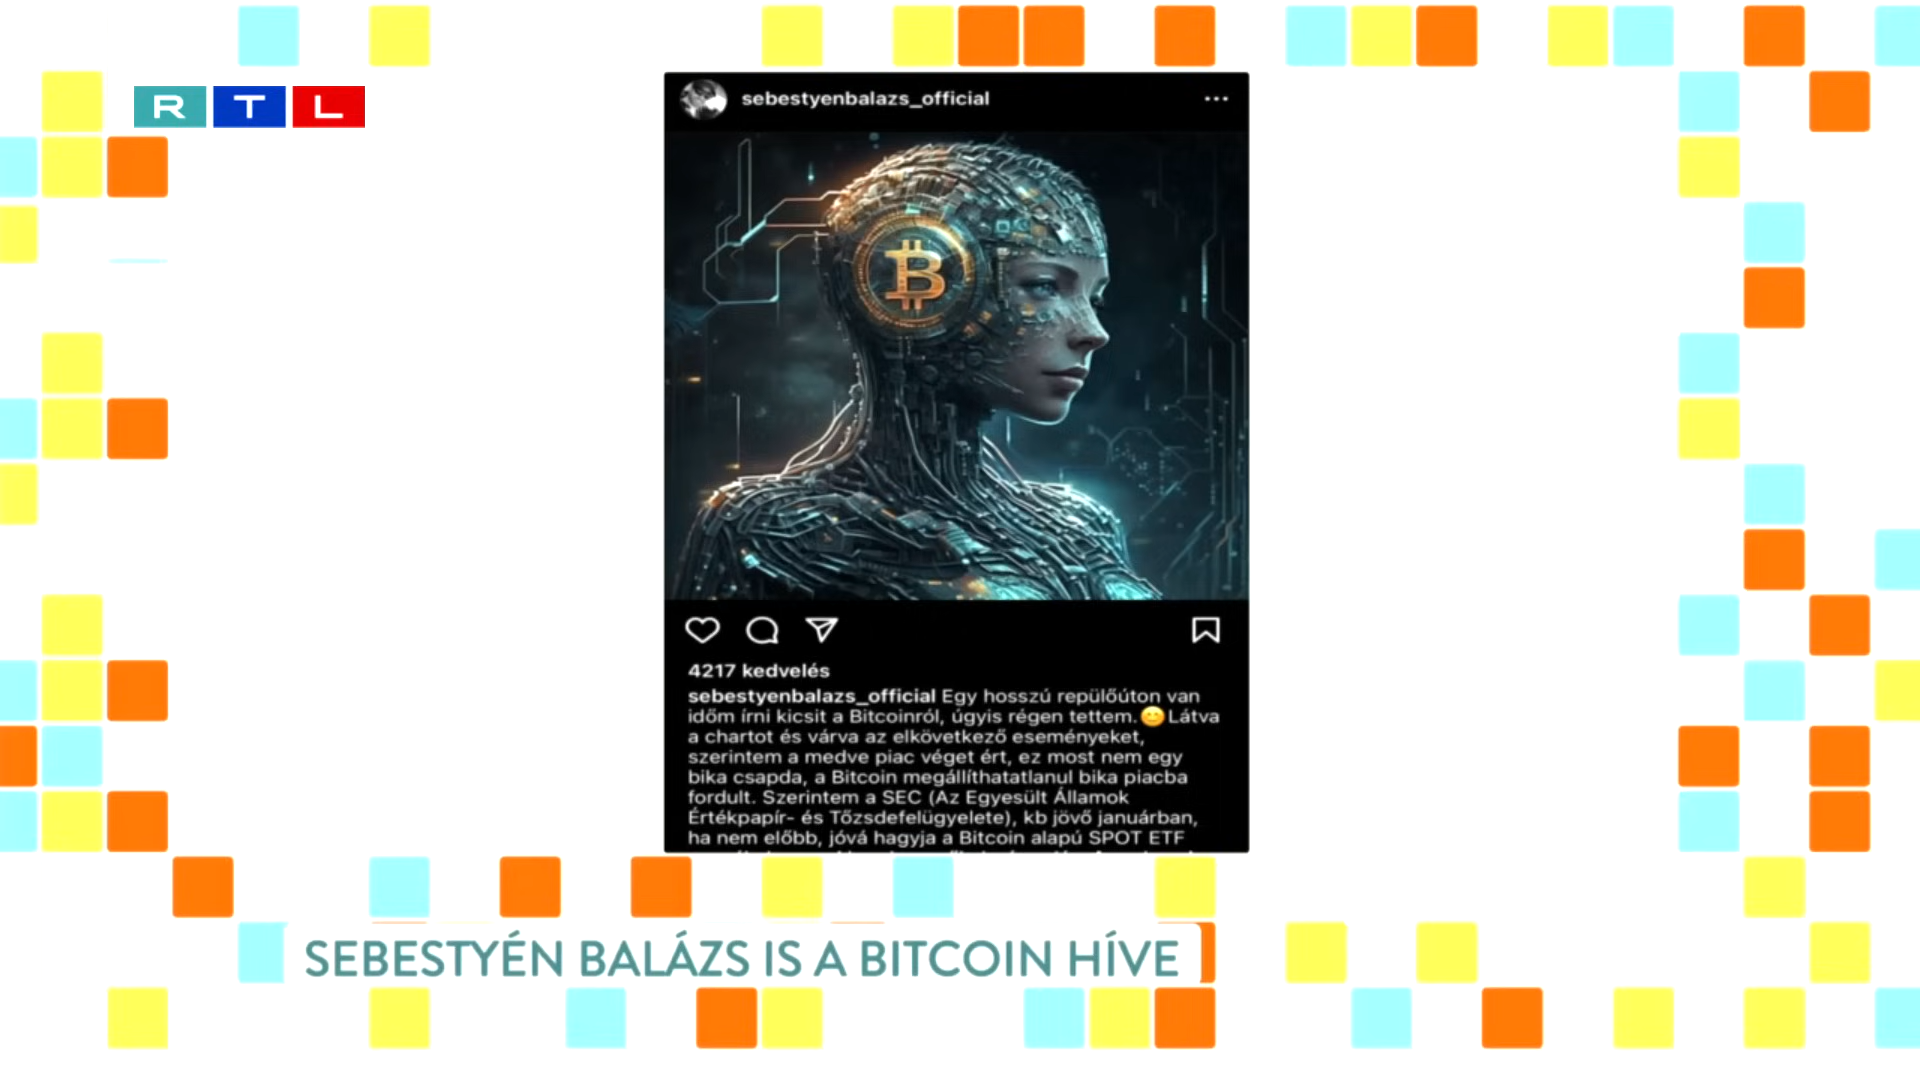 RTL
sebestyenbalazs_official
4217 kedvelés
sebestyenbalazs_official Egy hosszú repülőúton van
időm írni kicsit a Bitcoinról, úgyis régen tettem.😊Látva
a chartot és várva az elkövetkező eseményeket,
szerintem a medve piac véget ért, ez most nem egy
bika csapda, a Bitcoin megállíthatatlanul bika piacba
fordult. Szerintem a SEC (Az Egyesült Államok
Értékpapír- és Tőzsdefelügyelete), kb jövő januárban,
ha nem előbb, jóvá hagyja a Bitcoin alapú SPOT ETF
SEBESTYÉN BALÁZS IS A BITCOIN HÍVE